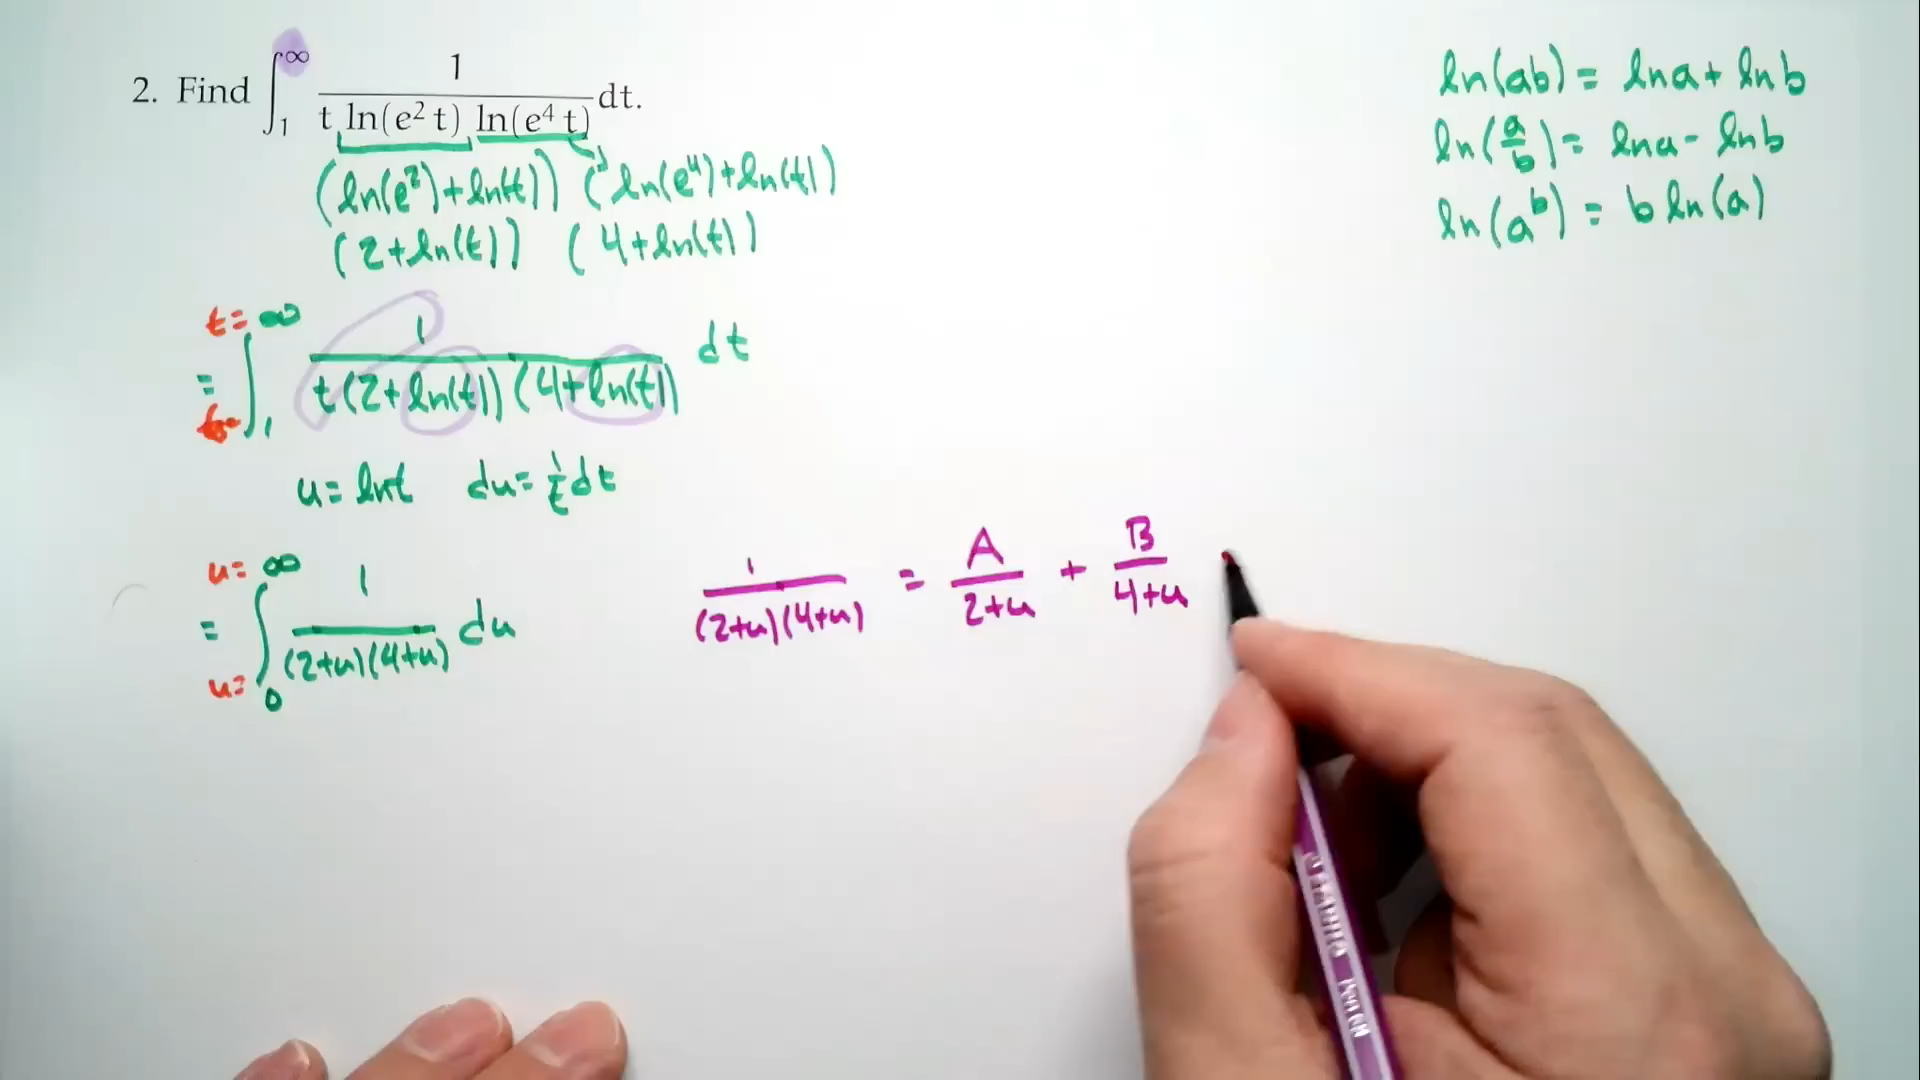 2. Find ∫₁^∞ 1/(t ln(e² t) ln(e⁴ t)) dt.
(ln(e²)+ln(t)) (ln(e⁴)+ln(t))
(2+ln(t)) (4+ln(t))
t= ∞
= ∫₁ 1/(t(2+ln(t))(4+ln(t))) dt
t=
u= lnt du= 1/t dt
u= ∞
= ∫₀ 1/((2+u)(4+u)) du
u=
1/((2+u)(4+u)) = A/(2+u) + B/(4+u)
ln(ab) = lna + lnb
ln(a/b) = lna - lnb
ln(a^b) = b ln(a)